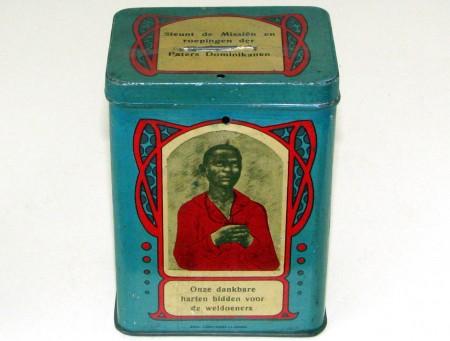 Steunt de Missiën en
roepingen der
Paters Dominikanen
Onze dankbare
harten bidden voor
de weldoeners